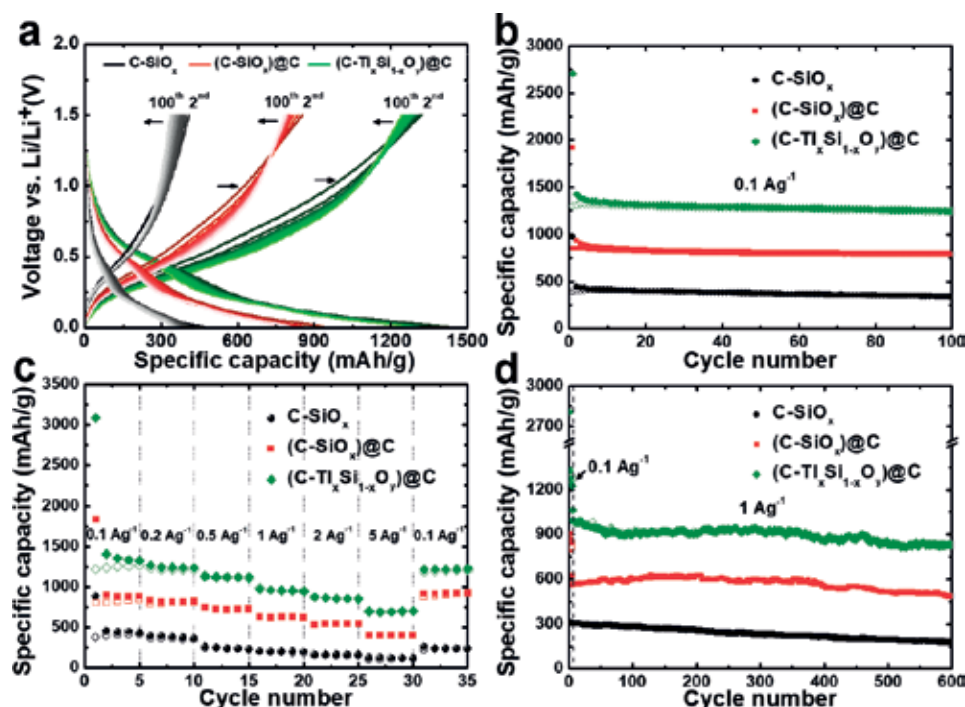 a
2.0
1.5
1.0
0.5
0.0
Voltage vs. Li/Li⁺(V)
C-SiOₓ (C-SiOₓ)@C (C-TiₓSi₁₋ₓOᵧ)@C
100ᵗʰ 2ⁿᵈ
100ᵗʰ 2ⁿᵈ
100ᵗʰ 2ⁿᵈ
300 600 900 1200 1500
Specific capacity (mAh/g)
b
3000
2500
2000
1500
1000
500
0
Specific capacity (mAh/g)
C-SiOₓ
(C-SiOₓ)@C
(C-TiₓSi₁₋ₓOᵧ)@C
0.1 Ag⁻¹
0 20 40 60 80 100
Cycle number
c
3500
3000
2500
2000
1500
1000
500
0
Specific capacity (mAh/g)
C-SiOₓ
(C-SiOₓ)@C
(C-TiₓSi₁₋ₓOᵧ)@C
0.1 Ag⁻¹ 0.2 Ag⁻¹ 0.5 Ag⁻¹ 1 Ag⁻¹ 2 Ag⁻¹ 5 Ag⁻¹ 0.1 Ag⁻¹
0 5 10 15 20 25 30 35
Cycle number
d
3000
2700
1200
900
600
300
0
Specific capacity (mAh/g)
C-SiOₓ
(C-SiOₓ)@C
(C-TiₓSi₁₋ₓOᵧ)@C
0.1 Ag⁻¹
1 Ag⁻¹
0 100 200 300 400 500 600
Cycle number